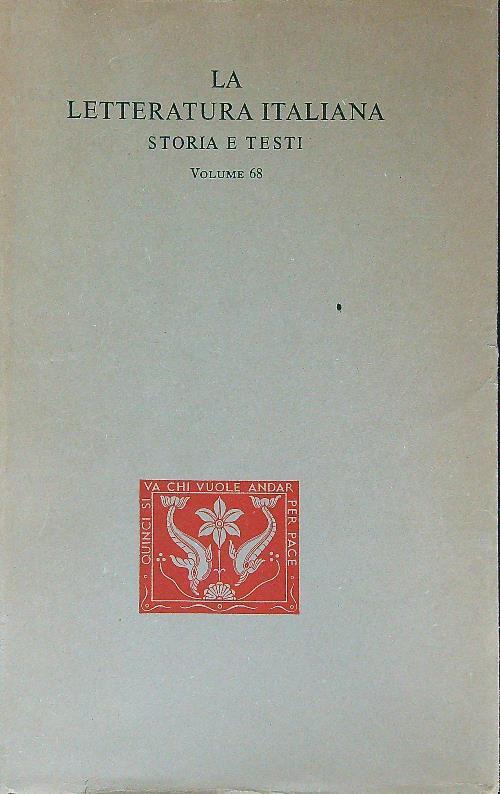 LA
LETTERATURA ITALIANA
STORIA E TESTI
VOLUME 68
QUINCI SI
VA CHI VUOLE ANDAR
PER PACE